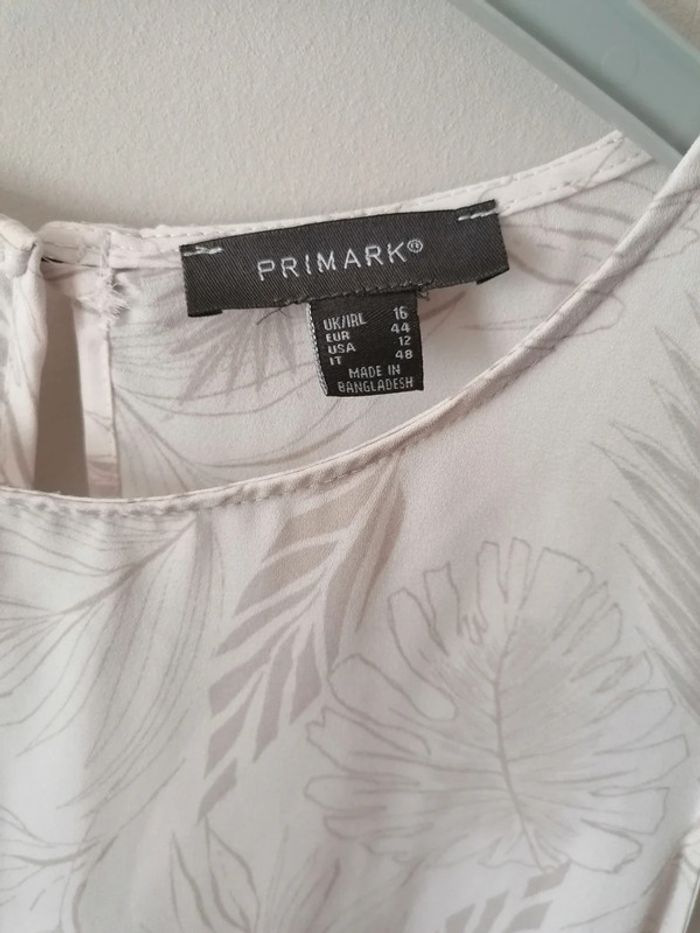 PRIMARK®
UK/IRL 16
EUR 44
USA 12
IT 48
MADE IN
BANGLADESH